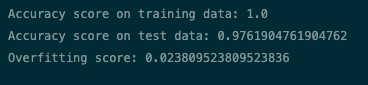 Accuracy score on training data: 1.0
Accuracy score on test data: 0.9761904761904762
Overfitting score: 0.023809523809523836